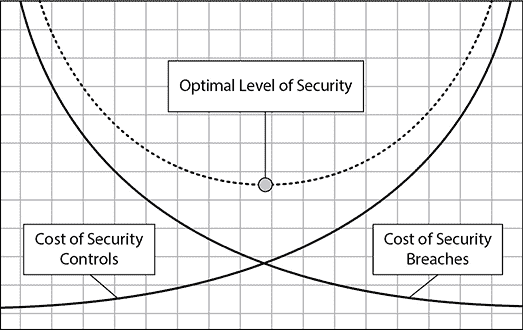 Optimal Level of Security
Cost of Security
Controls
Cost of Security
Breaches